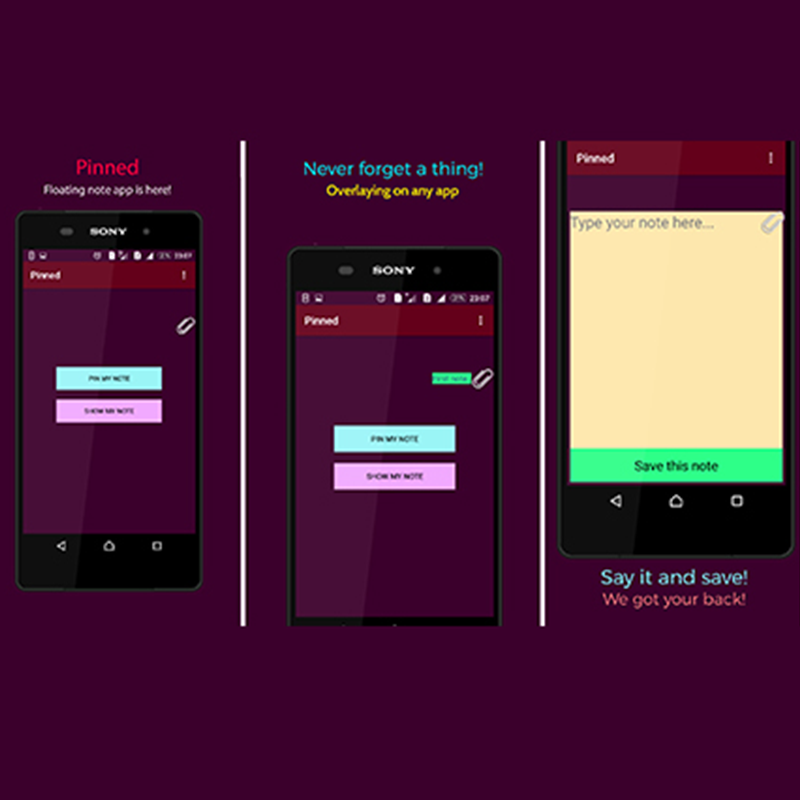 Pinned
Floating note app is here!
SONY
23:07
Pinned
PIN MY NOTE
SHOW MY NOTE
Never forget a thing!
Overlaying on any app
SONY
23:07
Pinned
PIN MY NOTE
SHOW MY NOTE
Pinned
Type your note here...
Save this note
Say it and save!
We got your back!